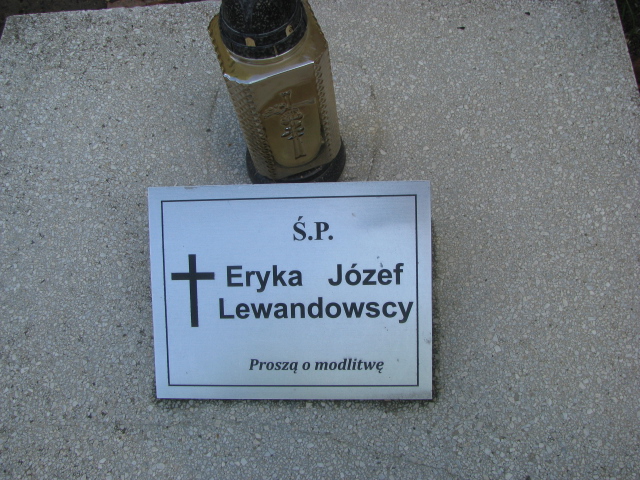 Ś.P.
Eryka Józef
Lewandowscy
Proszą o modlitwę